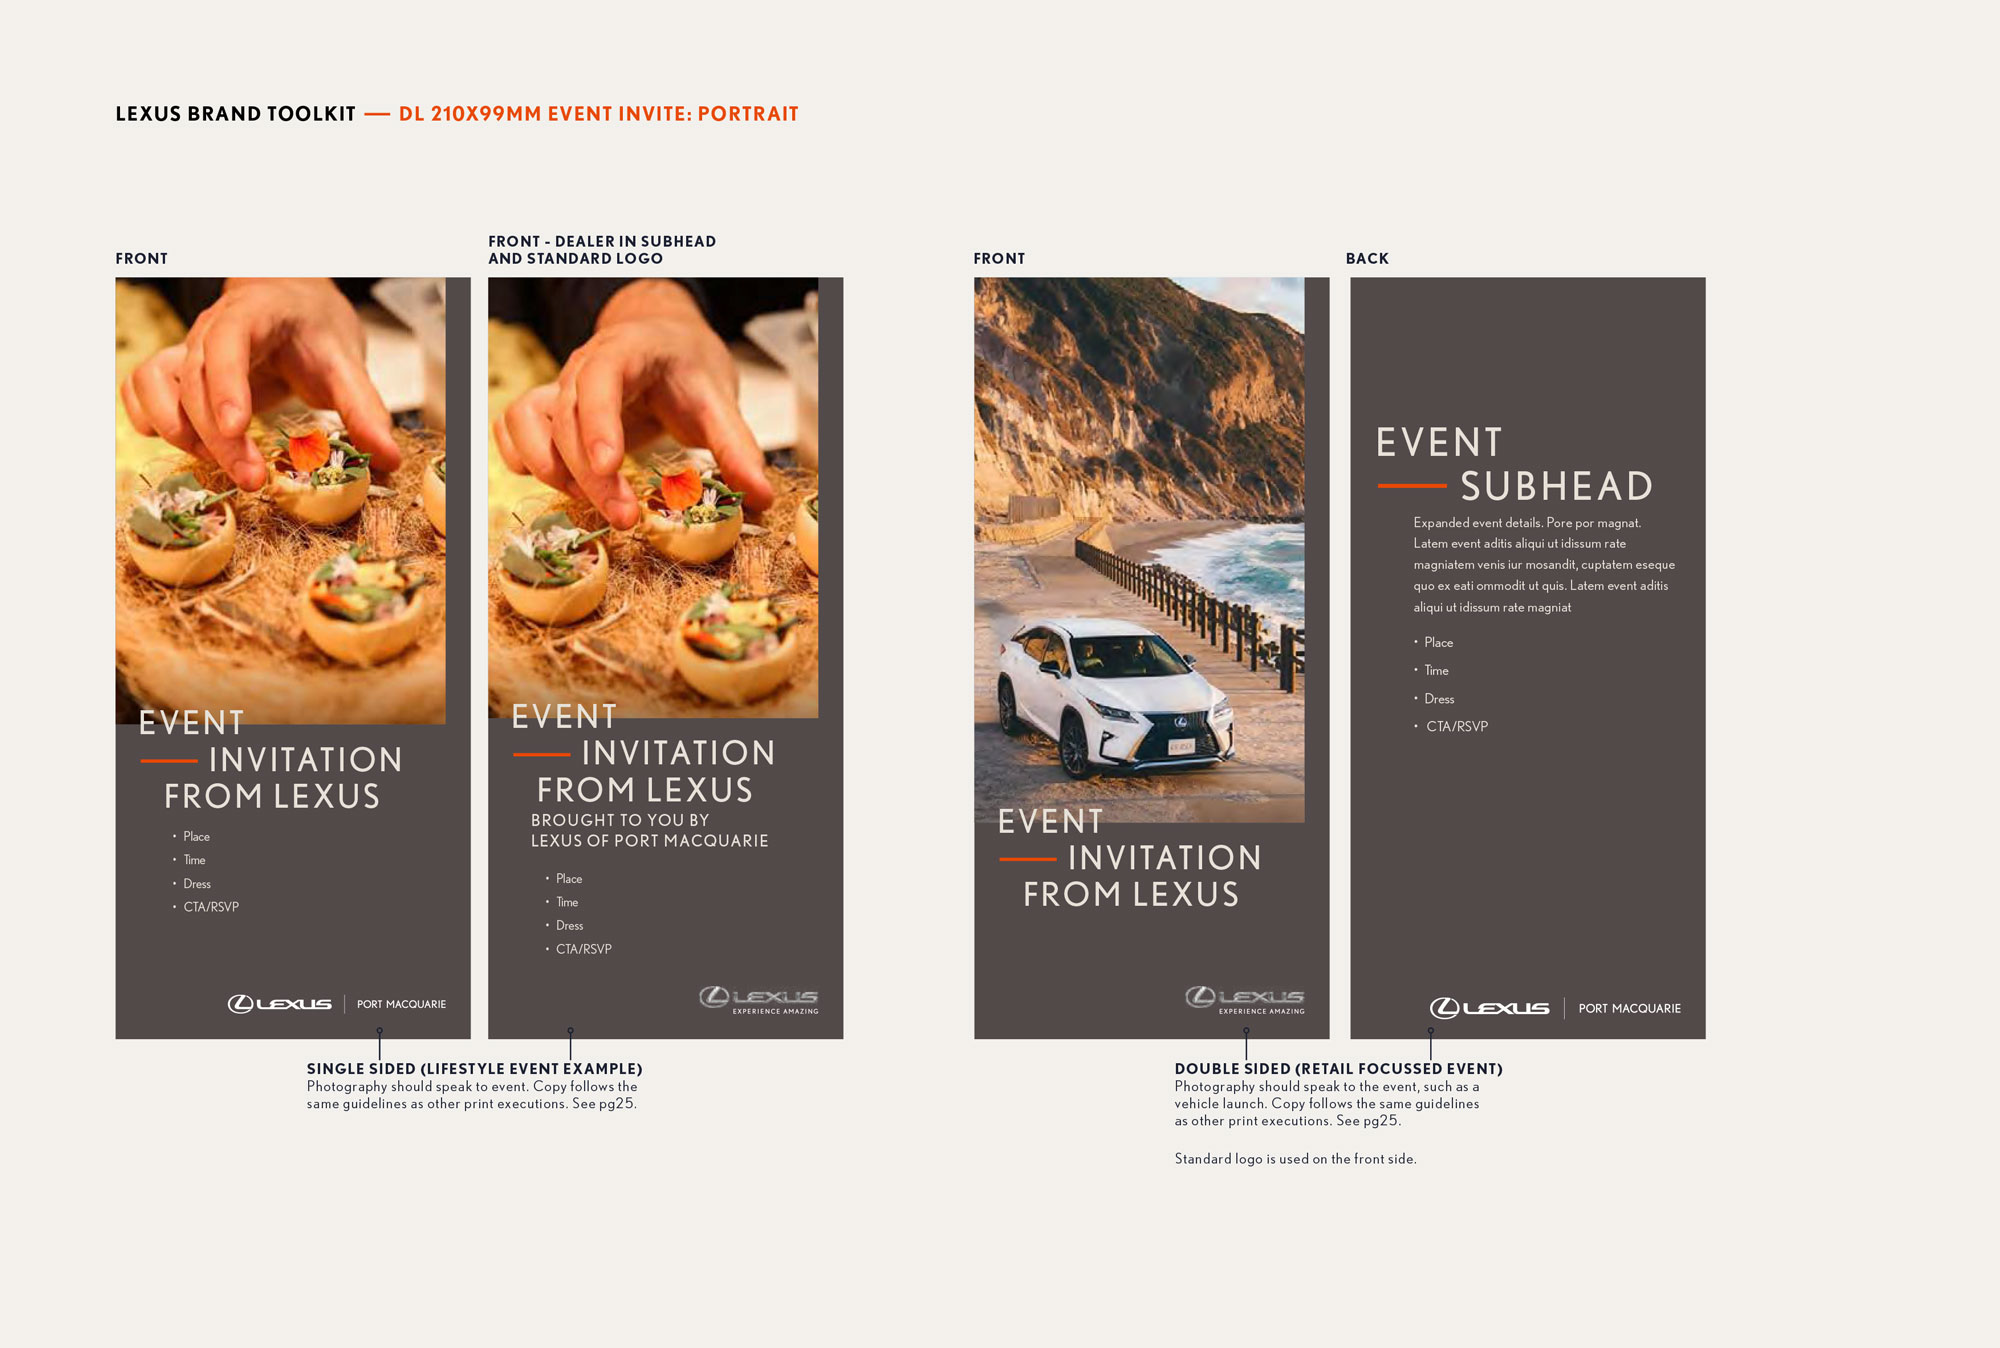 LEXUS BRAND TOOLKIT — DL 210X99MM EVENT INVITE: PORTRAIT
FRONT
EVENT
— INVITATION
FROM LEXUS
• Place
• Time
• Dress
• CTA/RSVP
LEXUS | PORT MACQUARIE
FRONT - DEALER IN SUBHEAD
AND STANDARD LOGO
EVENT
— INVITATION
FROM LEXUS
BROUGHT TO YOU BY
LEXUS OF PORT MACQUARIE
• Place
• Time
• Dress
• CTA/RSVP
LEXUS
EXPERIENCE AMAZING
SINGLE SIDED (LIFESTYLE EVENT EXAMPLE)
Photography should speak to event. Copy follows the
same guidelines as other print executions. See pg25.
FRONT
EVENT
— INVITATION
FROM LEXUS
LEXUS
EXPERIENCE AMAZING
BACK
EVENT
— SUBHEAD
Expanded event details. Pore por magnat.
Latem event aditis aliqui ut idissum rate
magniatem venis iur mosandit, cuptatem eseque
quo ex eati ommodit ut quis. Latem event aditis
aliqui ut idissum rate magniat
• Place
• Time
• Dress
• CTA/RSVP
LEXUS | PORT MACQUARIE
DOUBLE SIDED (RETAIL FOCUSSED EVENT)
Photography should speak to the event, such as a
vehicle launch. Copy follows the same guidelines
as other print executions. See pg25.
Standard logo is used on the front side.